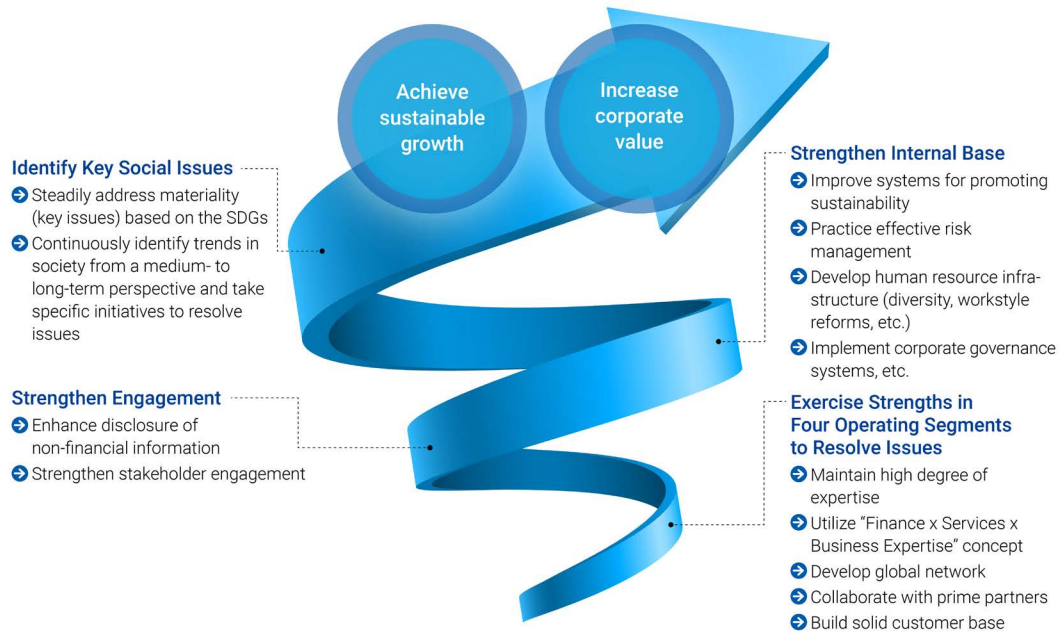 Achieve
sustainable
growth
Increase
corporate
value
Identify Key Social Issues
Steadily address materiality
(key issues) based on the SDGs
Continuously identify trends in
society from a medium- to
long-term perspective and take
specific initiatives to resolve
issues
Strengthen Engagement
Enhance disclosure of
non-financial information
Strengthen stakeholder engagement
Strengthen Internal Base
Improve systems for promoting
sustainability
Practice effective risk
management
Develop human resource infra-
structure (diversity, workstyle
reforms, etc.)
Implement corporate governance
systems, etc.
Exercise Strengths in
Four Operating Segments
to Resolve Issues
Maintain high degree of
expertise
Utilize “Finance x Services x
Business Expertise” concept
Develop global network
Collaborate with prime partners
Build solid customer base